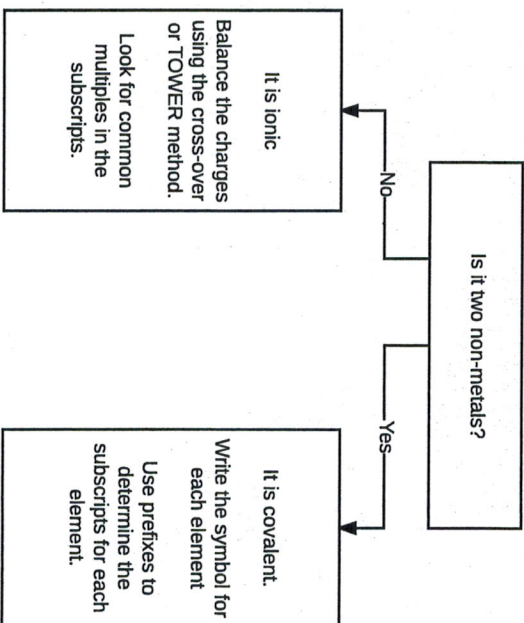 Is it two non-metals?
No
Yes
It is ionic
Balance the charges
using the cross-over
or TOWER method.
Look for common
multiples in the
subscripts.
It is covalent.
Write the symbol for
each element
Use prefixes to
determine the
subscripts for each
element.